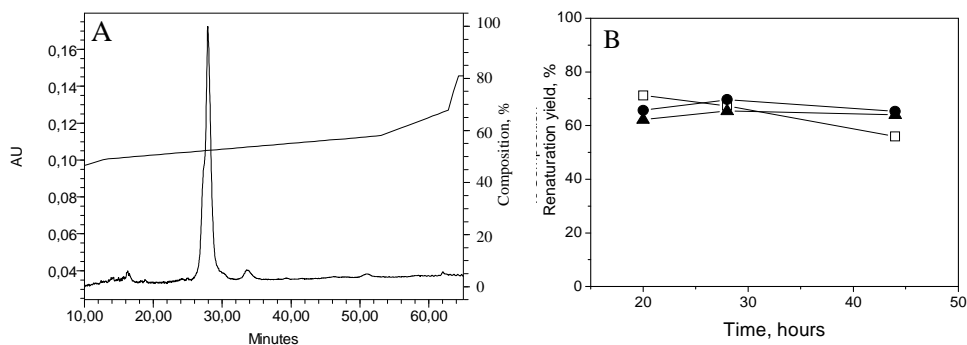 A
0,16
0,14
0,12
0,10
0,08
0,06
0,04
AU
10,00 20,00 30,00 40,00 50,00 60,00
Minutes
100
80
60
40
20
0
Composition, %
B
100
80
60
40
20
0
Renaturation yield, %
20 30 40 50
Time, hours